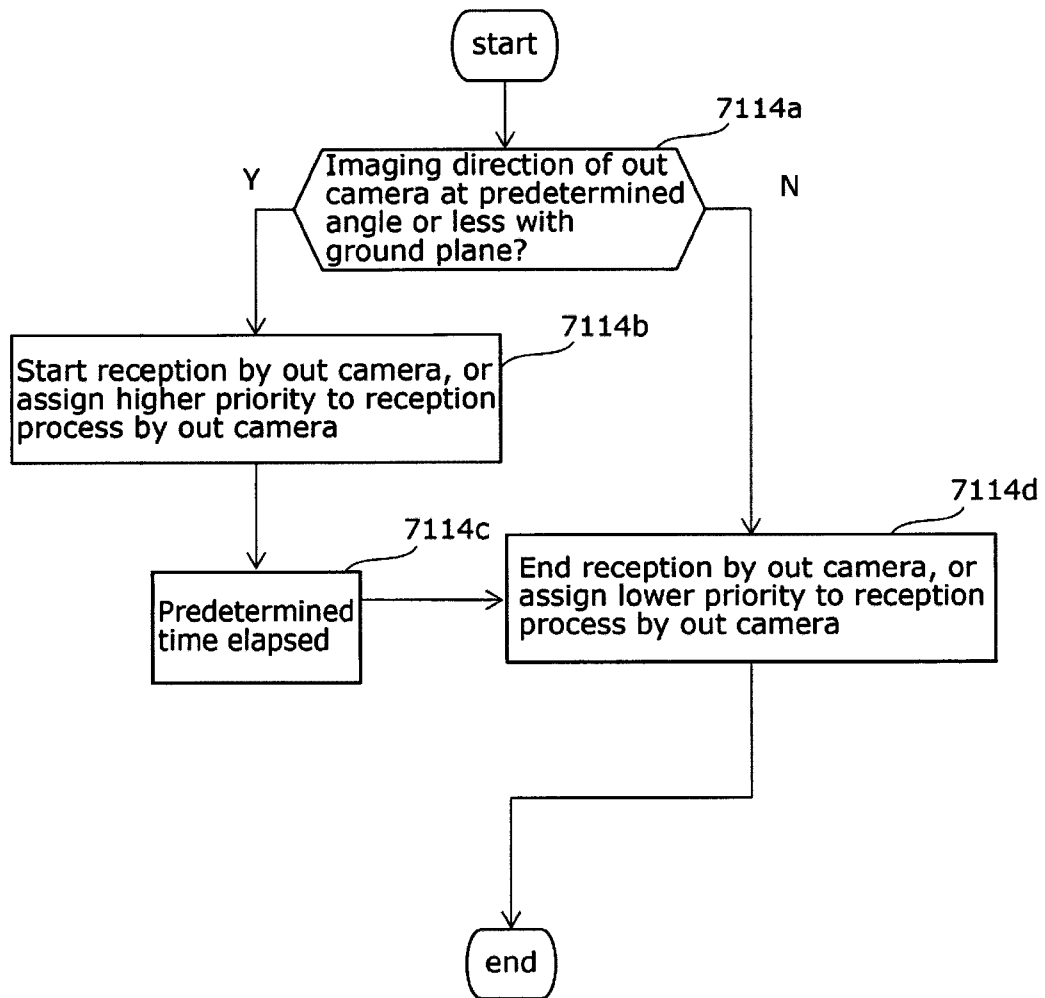 start
7114a
Imaging direction of out
camera at predetermined
angle or less with
ground plane?
Y
N
7114b
Start reception by out camera, or
assign higher priority to reception
process by out camera
7114c
Predetermined
time elapsed
7114d
End reception by out camera, or
assign lower priority to reception
process by out camera
end